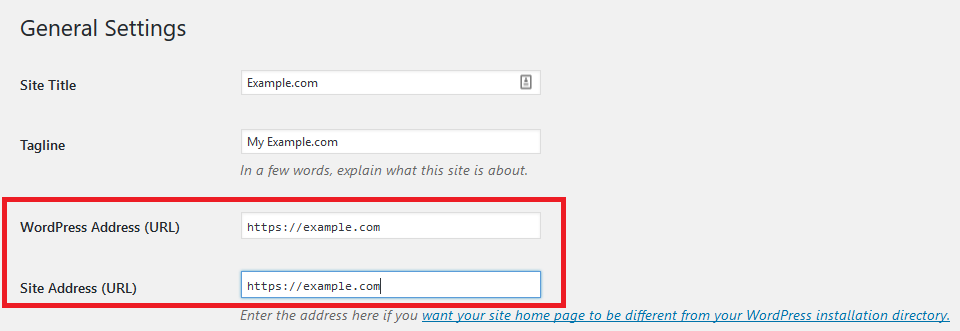 General Settings
Site Title
Example.com
Tagline
My Example.com
In a few words, explain what this site is about.
WordPress Address (URL)
https://example.com
Site Address (URL)
https://example.com
Enter the address here if you want your site home page to be different from your WordPress installation directory.